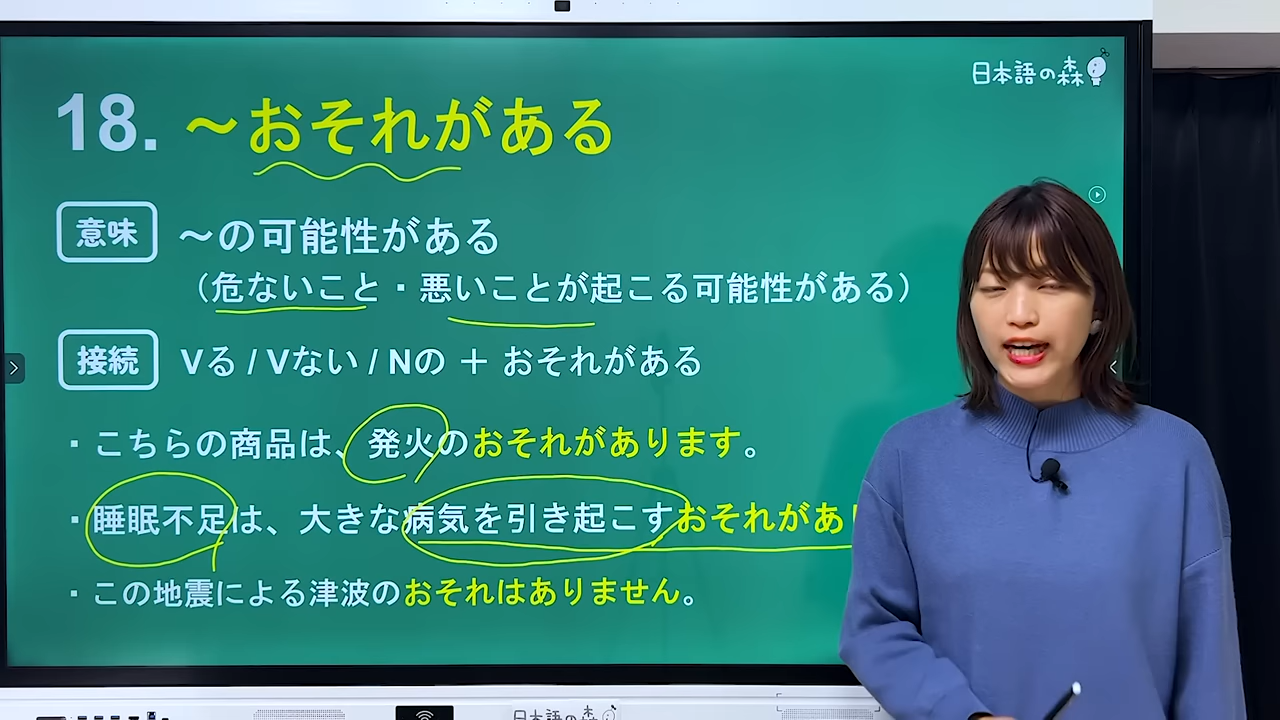 日本語の森
18. ～おそれがある
意味 ～の可能性がある
（危ないこと・悪いことが起こる可能性がある）
接続 Vる / Vない / Nの ＋ おそれがある
・こちらの商品は、発火のおそれがあります。
・睡眠不足は、大きな病気を引き起こすおそれがあ
・この地震による津波のおそれはありません。
日本語の森